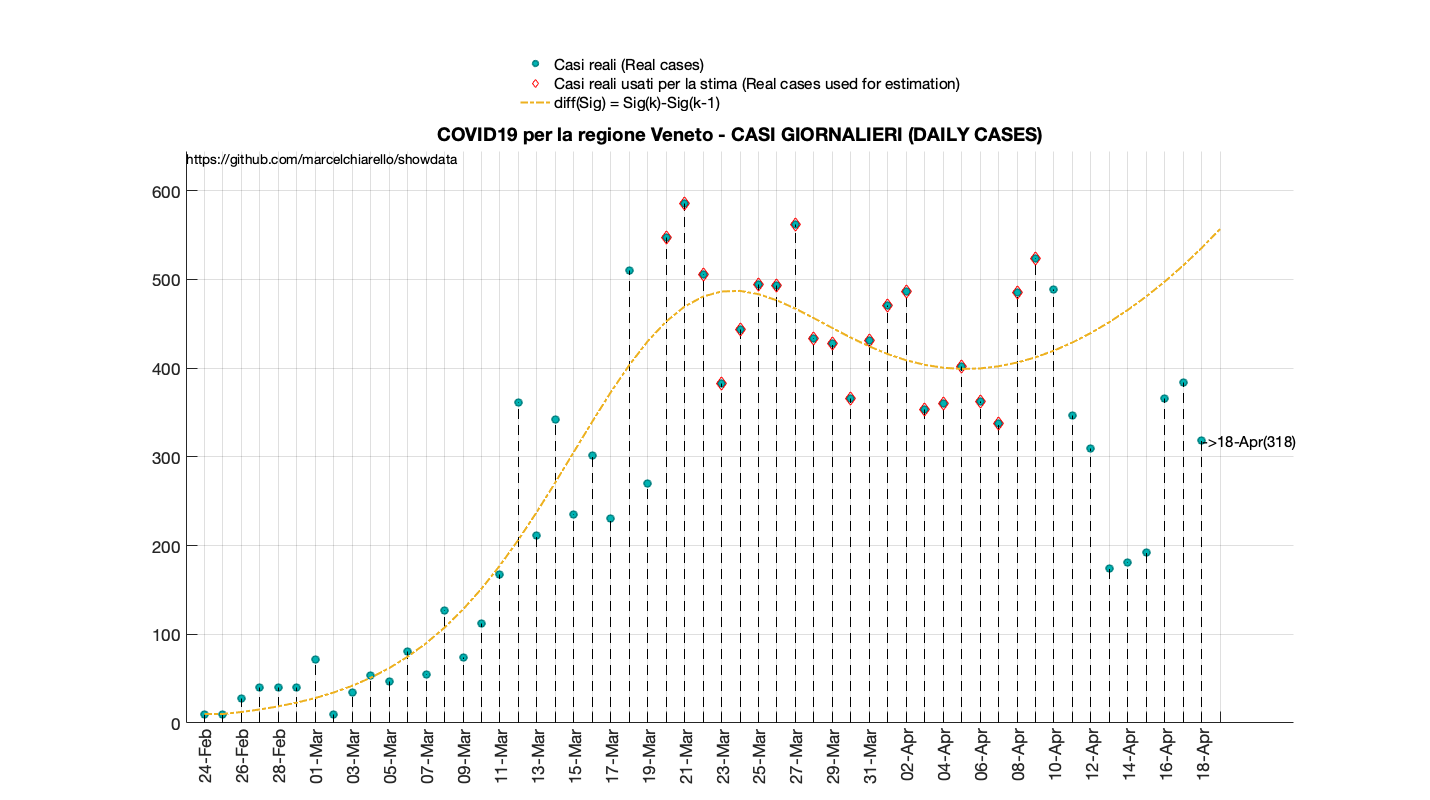 Casi reali (Real cases)
Casi reali usati per la stima (Real cases used for estimation)
diff(Sig) = Sig(k)-Sig(k-1)
COVID19 per la regione Veneto - CASI GIORNALIERI (DAILY CASES)
https://github.com/marcelchiarello/showdata
600
500
400
300
200
100
0
->18-Apr(318)
24-Feb
26-Feb
28-Feb
01-Mar
03-Mar
05-Mar
07-Mar
09-Mar
11-Mar
13-Mar
15-Mar
17-Mar
19-Mar
21-Mar
23-Mar
25-Mar
27-Mar
29-Mar
31-Mar
02-Apr
04-Apr
06-Apr
08-Apr
10-Apr
12-Apr
14-Apr
16-Apr
18-Apr